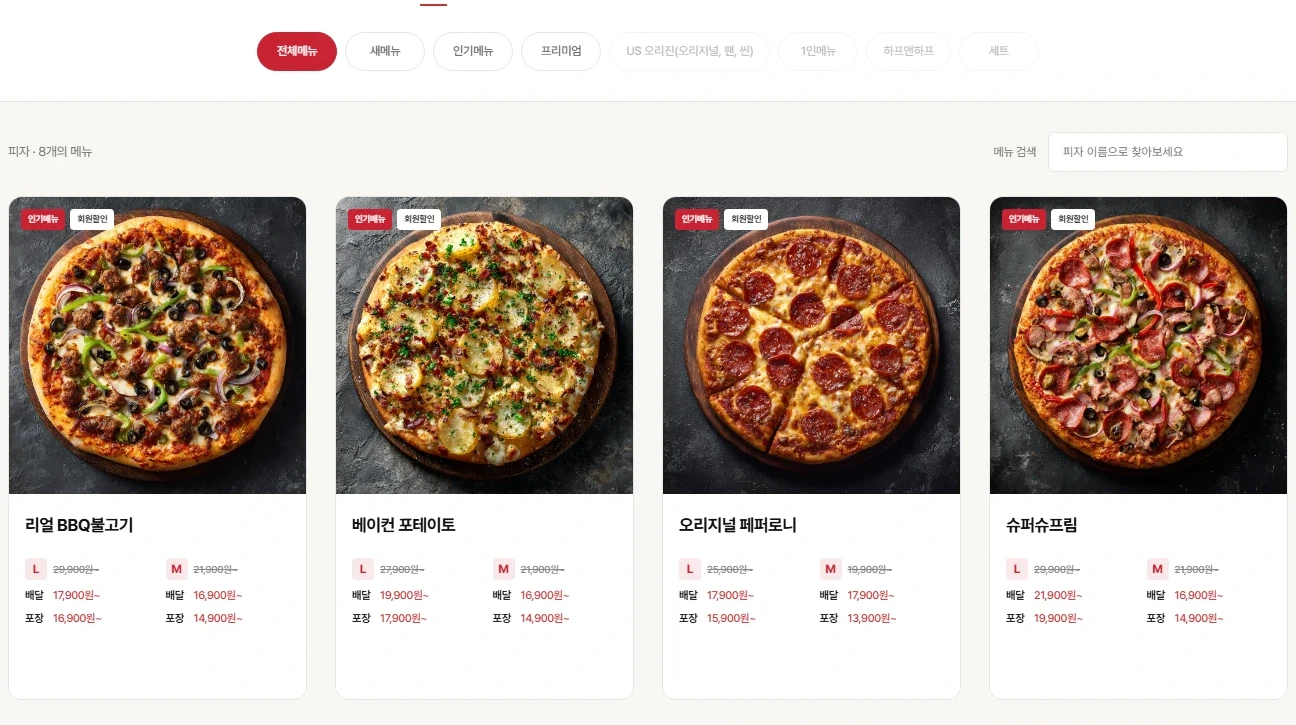 전체메뉴 새메뉴 인기메뉴 프리미엄 US 오리진(오리지널, 팬, 씬) 1인메뉴 하프앤하프 세트
피자 · 8개의 메뉴 메뉴 검색 피자 이름으로 찾아보세요
인기메뉴 회원할인 인기메뉴 회원할인 인기메뉴 회원할인 인기메뉴 회원할인
리얼 BBQ불고기
L 29,900원~ M 21,900원~
배달 17,900원~ 배달 16,900원~
포장 16,900원~ 포장 14,900원~
베이컨 포테이토
L 27,900원~ M 21,900원~
배달 19,900원~ 배달 16,900원~
포장 17,900원~ 포장 14,900원~
오리지널 페퍼로니
L 25,900원~ M 19,900원~
배달 17,900원~ 배달 17,900원~
포장 15,900원~ 포장 13,900원~
슈퍼슈프림
L 29,900원~ M 21,900원~
배달 21,900원~ 배달 16,900원~
포장 19,900원~ 포장 14,900원~